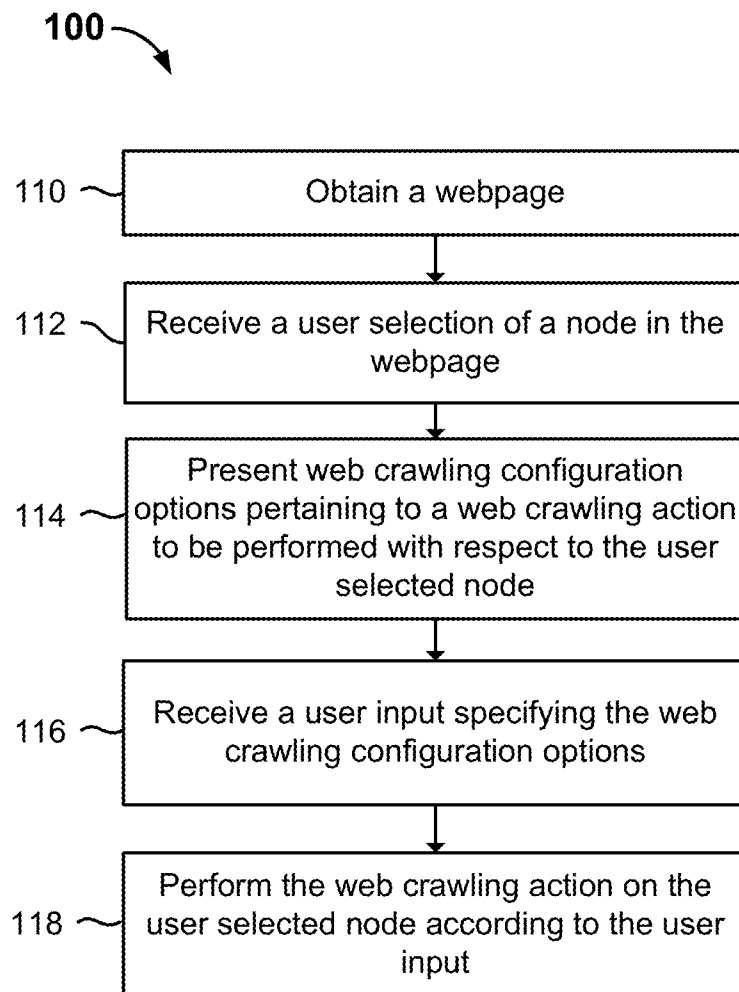 100
110
Obtain a webpage
112
Receive a user selection of a node in the
webpage
114
Present web crawling configuration
options pertaining to a web crawling action
to be performed with respect to the user
selected node
116
Receive a user input specifying the web
crawling configuration options
118
Perform the web crawling action on the
user selected node according to the user
input